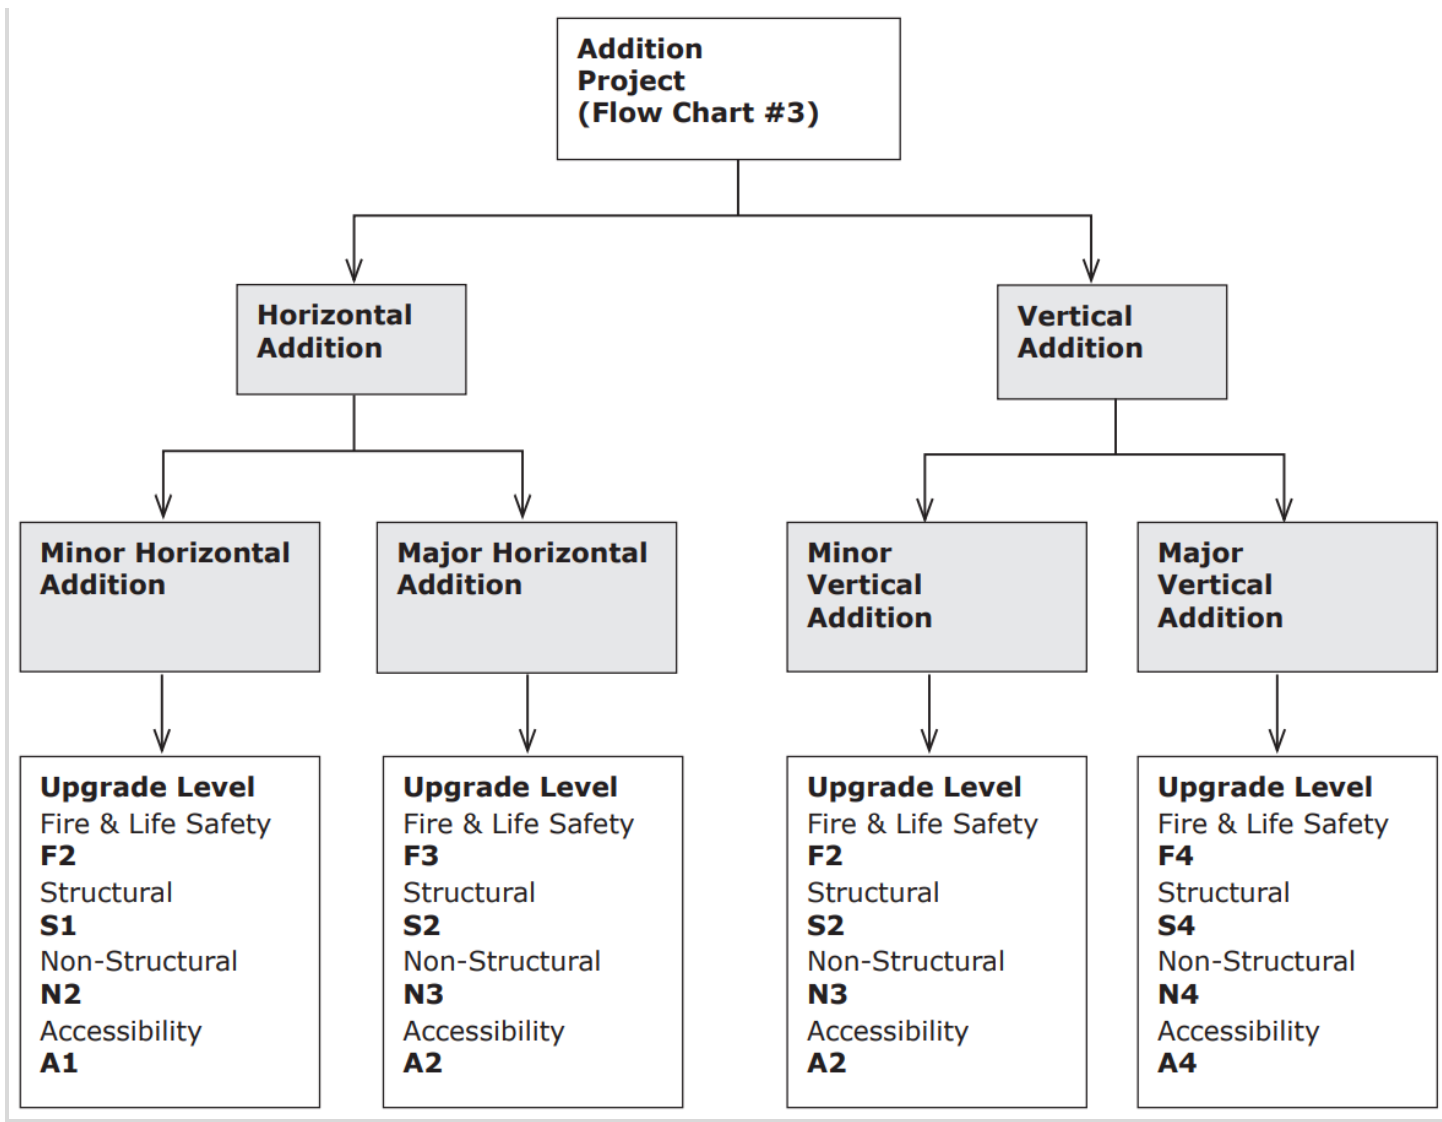 Addition
Project
(Flow Chart #3)
Horizontal
Addition
Vertical
Addition
Minor Horizontal
Addition
Major Horizontal
Addition
Minor
Vertical
Addition
Major
Vertical
Addition
Upgrade Level
Fire & Life Safety
F2
Structural
S1
Non-Structural
N2
Accessibility
A1
Upgrade Level
Fire & Life Safety
F3
Structural
S2
Non-Structural
N3
Accessibility
A2
Upgrade Level
Fire & Life Safety
F2
Structural
S2
Non-Structural
N3
Accessibility
A2
Upgrade Level
Fire & Life Safety
F4
Structural
S4
Non-Structural
N4
Accessibility
A4